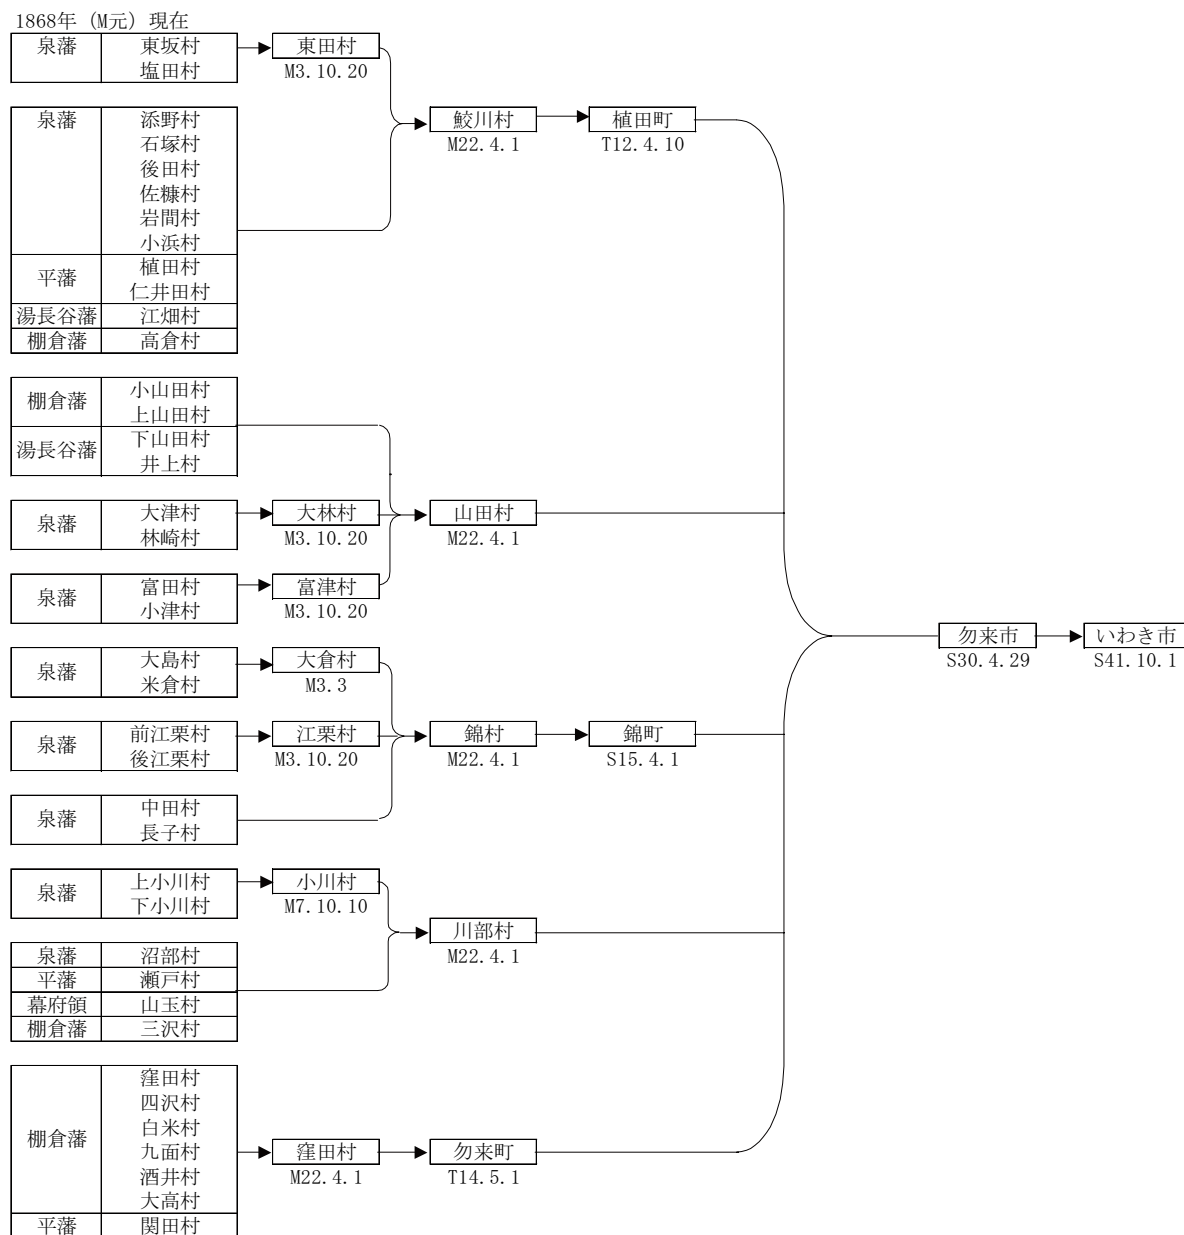 1868年（M元）現在
泉藩 東坂村 東田村
塩田村 M3.10.20
泉藩 添野村 鮫川村 植田町
石塚村 M22.4.1 T12.4.10
後田村
佐糠村
岩間村
小浜村
平藩 植田村
仁井田村
湯長谷藩 江畑村
棚倉藩 高倉村
棚倉藩 小山田村
上山田村
湯長谷藩 下山田村
井上村
泉藩 大津村 大林村 山田村
林崎村 M3.10.20 M22.4.1
泉藩 富田村 富津村
小津村 M3.10.20
勿来市 いわき市
S30.4.29 S41.10.1
泉藩 大島村 大倉村
米倉村 M3.3
泉藩 前江栗村 江栗村 錦村 錦町
後江栗村 M3.10.20 M22.4.1 S15.4.1
泉藩 中田村
長子村
泉藩 上小川村 小川村
下小川村 M7.10.10
川部村
M22.4.1
泉藩 沼部村
平藩 瀬戸村
幕府領 山玉村
棚倉藩 三沢村
棚倉藩 窪田村
四沢村
白米村
九面村 窪田村 勿来町
酒井村 M22.4.1 T14.5.1
大高村
平藩 関田村